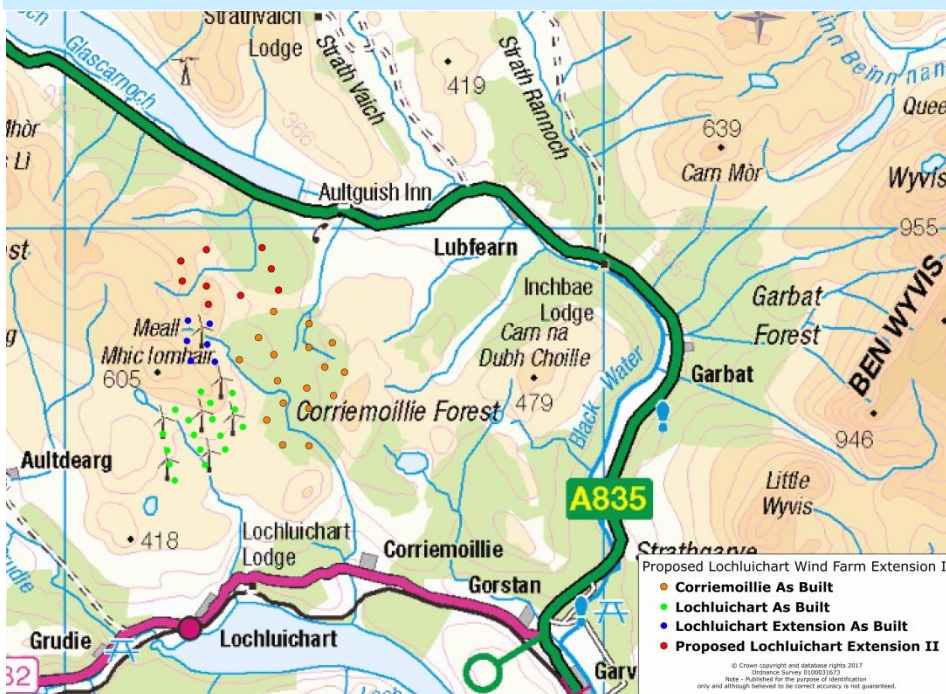 Strathvaich
Lodge
Glascarnoch
Strath Vaich
419
Strath Rannoch
Beinn nan
639
Carn Mòr
Quee
Wyvis
366
Mhòr
Lì
Aultguish Inn
Lubfearn
955
est
Inchbae
Lodge
Garbat
Forest
BEN WYVIS
Meall
Mhic Iomhair
605
Carn na
Dubh Choille
479
Black Water
Garbat
Corriemoillie Forest
946
Aultdearg
Little
Wyvis
A835
418
Lochluichart
Lodge
Corriemoillie
Strathgarve
Gorstan
Grudie
Lochluichart
Garv
32
Loch
Proposed Lochluichart Wind Farm Extension I
Corriemoillie As Built
Lochluichart As Built
Lochluichart Extension As Built
Proposed Lochluichart Extension II
© Crown copyright and database rights 2017
Ordnance Survey 0100031673
Note - Published for the purpose of identification
only and although believed to be correct accuracy is not guaranteed.